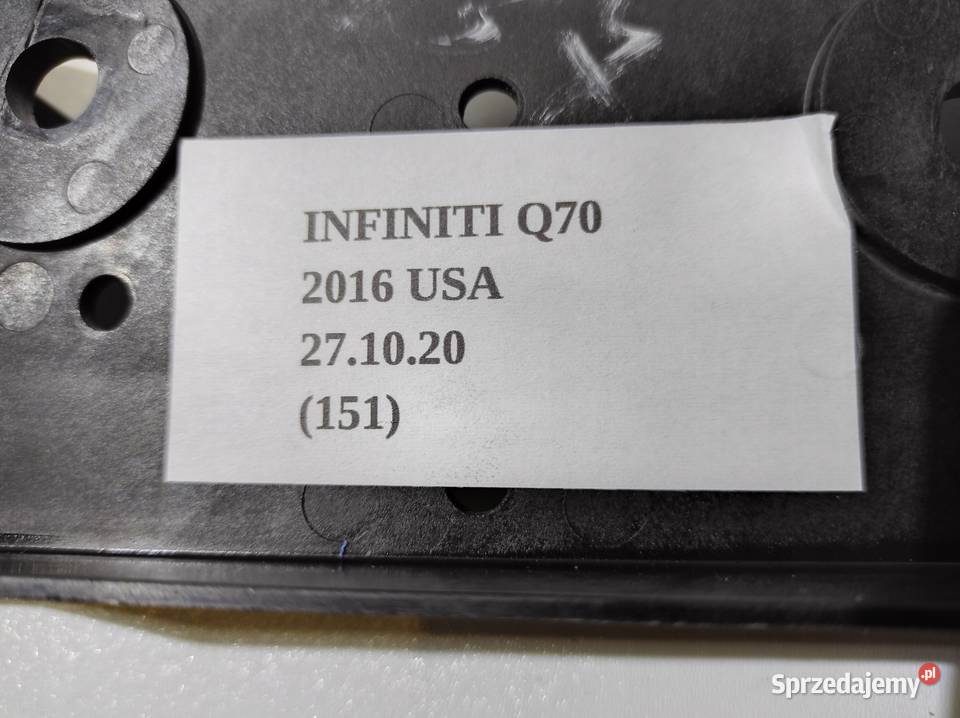 INFINITI Q70
2016 USA
27.10.20
(151)
Sprzedajemy.pl